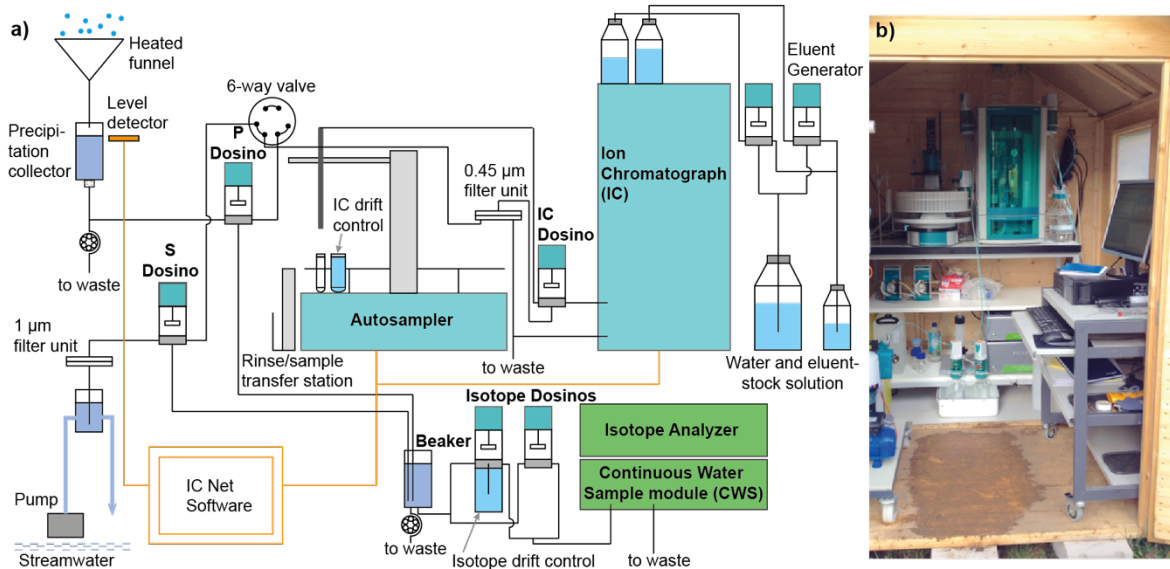 a)
Heated
funnel
Level
detector
Precipi-
tation
collector
to waste
6-way valve
P
Dosino
S
Dosino
1 µm
filter unit
Pump
Streamwater
IC Net
Software
IC drift
control
Autosampler
Rinse/sample
transfer station
0.45 µm
filter unit
IC
Dosino
to waste
Ion
Chromatograph
(IC)
Eluent
Generator
Water and eluent-
stock solution
Beaker
to waste
Isotope Dosinos
Isotope drift control
Isotope Analyzer
Continuous Water
Sample module (CWS)
to waste
b)